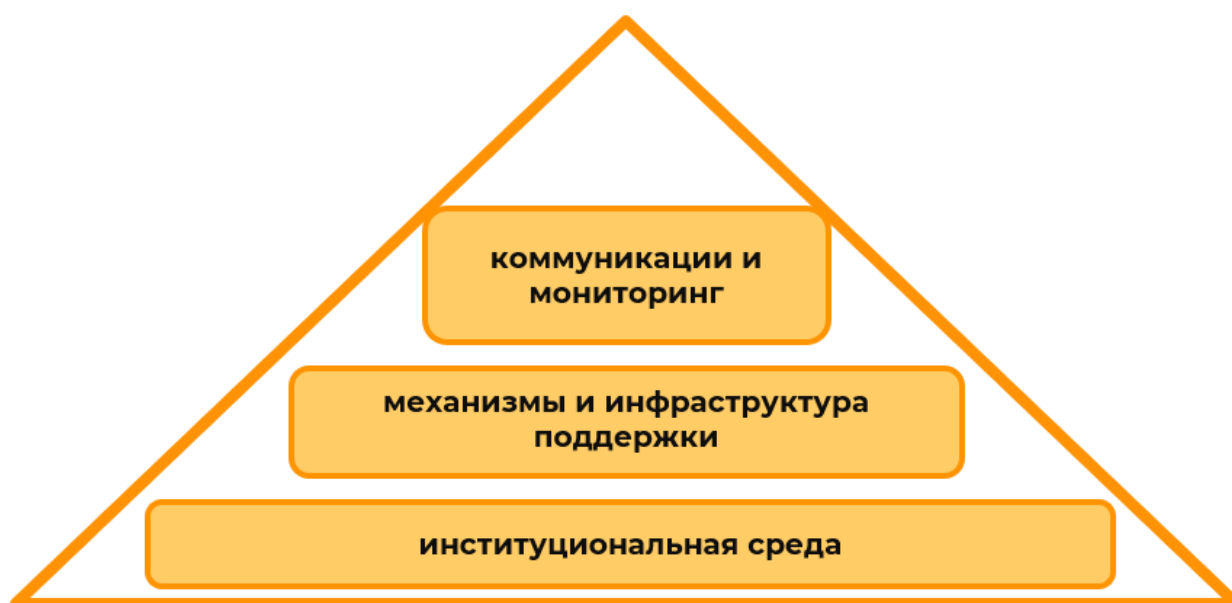 коммуникации и
мониторинг
механизмы и инфраструктура
поддержки
институциональная среда